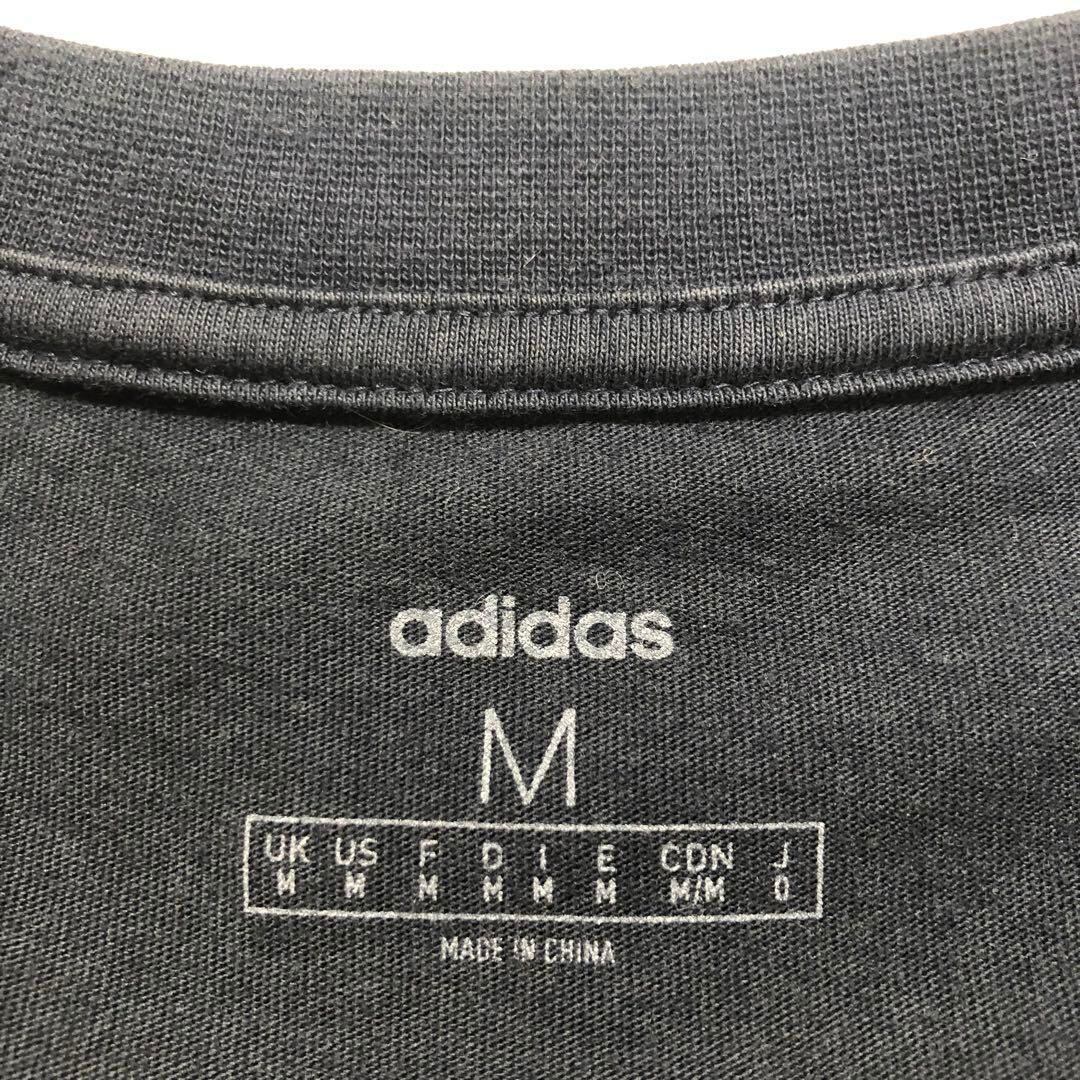 adidas
M
UK US F D I E CDN J
M M M M M M M/M O
MADE IN CHINA